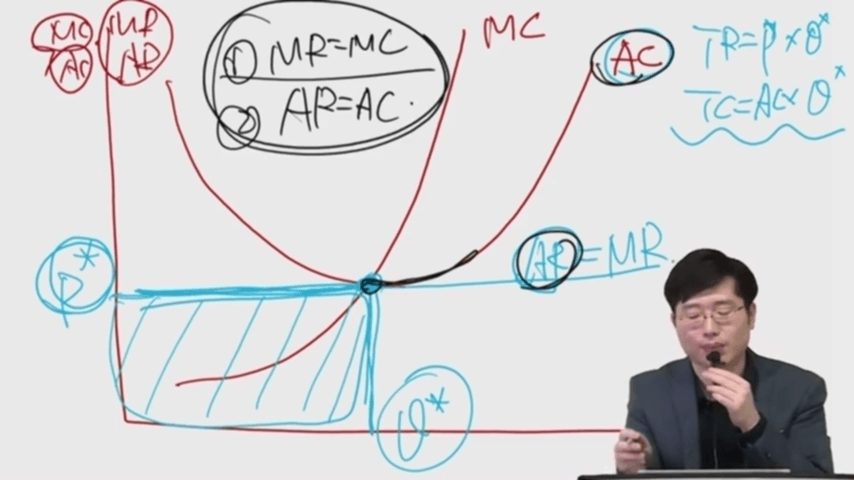 MC MR
AC AR
① MR=MC
② AR=AC.
MC
AC
TR=P×Q*
TC=AC×Q*
P*
AR=MR.
Q*